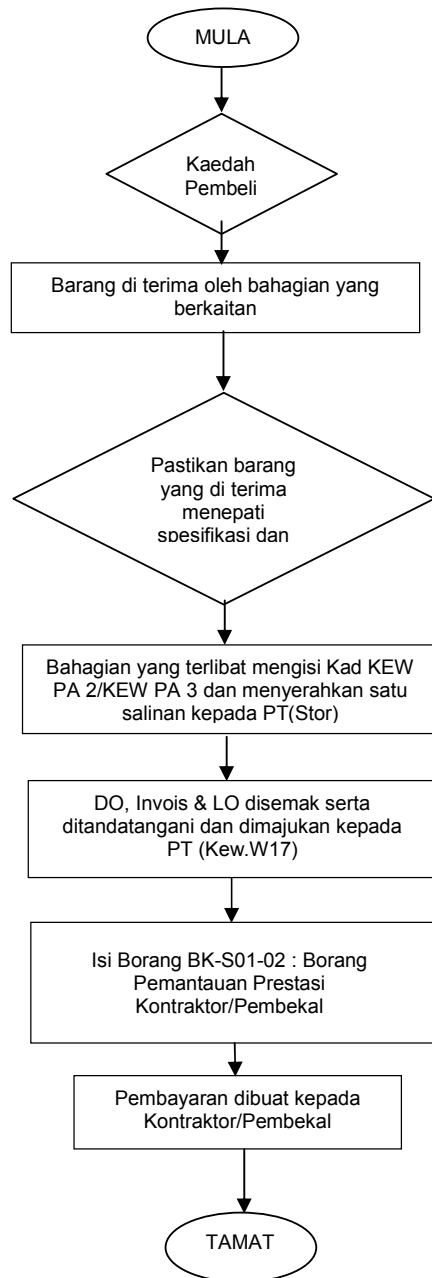 MULA
Kaedah
Pembeli
Barang di terima oleh bahagian yang
berkaitan
Pastikan barang
yang di terima
menepati
spesifikasi dan
Bahagian yang terlibat mengisi Kad KEW
PA 2/KEW PA 3 dan menyerahkan satu
salinan kepada PT(Stor)
DO, Invois & LO disemak serta
ditandatangani dan dimajukan kepada
PT (Kew.W17)
Isi Borang BK-S01-02 : Borang
Pemantauan Prestasi
Kontraktor/Pembekal
Pembayaran dibuat kepada
Kontraktor/Pembekal
TAMAT